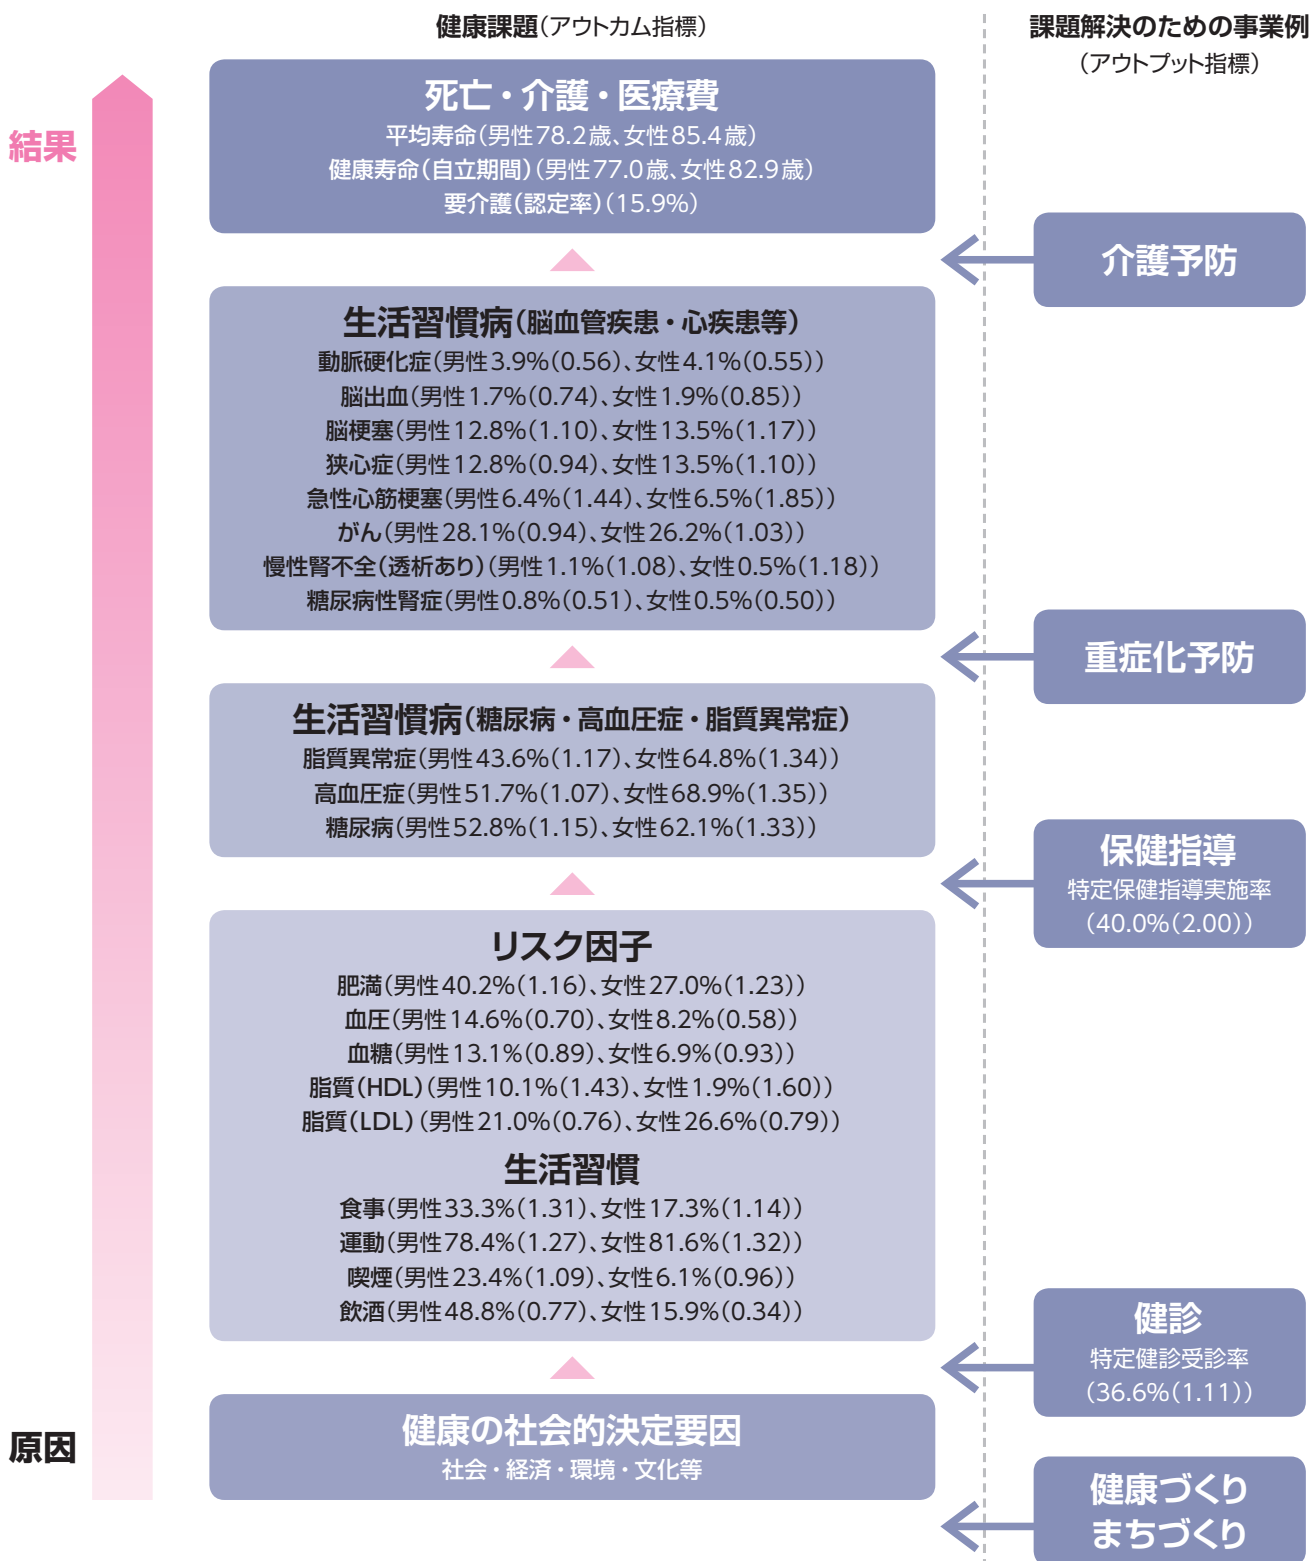 健康課題(アウトカム指標)
課題解決のための事業例
(アウトプット指標)
結果
死亡・介護・医療費
平均寿命(男性78.2歳、女性85.4歳)
健康寿命(自立期間)(男性77.0歳、女性82.9歳)
要介護(認定率)(15.9%)
介護予防
生活習慣病(脳血管疾患・心疾患等)
動脈硬化症(男性3.9%(0.56)、女性4.1%(0.55))
脳出血(男性1.7%(0.74)、女性1.9%(0.85))
脳梗塞(男性12.8%(1.10)、女性13.5%(1.17))
狭心症(男性12.8%(0.94)、女性13.5%(1.10))
急性心筋梗塞(男性6.4%(1.44)、女性6.5%(1.85))
がん(男性28.1%(0.94)、女性26.2%(1.03))
慢性腎不全(透析あり)(男性1.1%(1.08)、女性0.5%(1.18))
糖尿病性腎症(男性0.8%(0.51)、女性0.5%(0.50))
重症化予防
生活習慣病(糖尿病・高血圧症・脂質異常症)
脂質異常症(男性43.6%(1.17)、女性64.8%(1.34))
高血圧症(男性51.7%(1.07)、女性68.9%(1.35))
糖尿病(男性52.8%(1.15)、女性62.1%(1.33))
保健指導
特定保健指導実施率
(40.0%(2.00))
リスク因子
肥満(男性40.2%(1.16)、女性27.0%(1.23))
血圧(男性14.6%(0.70)、女性8.2%(0.58))
血糖(男性13.1%(0.89)、女性6.9%(0.93))
脂質(HDL)(男性10.1%(1.43)、女性1.9%(1.60))
脂質(LDL)(男性21.0%(0.76)、女性26.6%(0.79))
生活習慣
食事(男性33.3%(1.31)、女性17.3%(1.14))
運動(男性78.4%(1.27)、女性81.6%(1.32))
喫煙(男性23.4%(1.09)、女性6.1%(0.96))
飲酒(男性48.8%(0.77)、女性15.9%(0.34))
健診
特定健診受診率
(36.6%(1.11))
原因
健康の社会的決定要因
社会・経済・環境・文化等
健康づくり
まちづくり